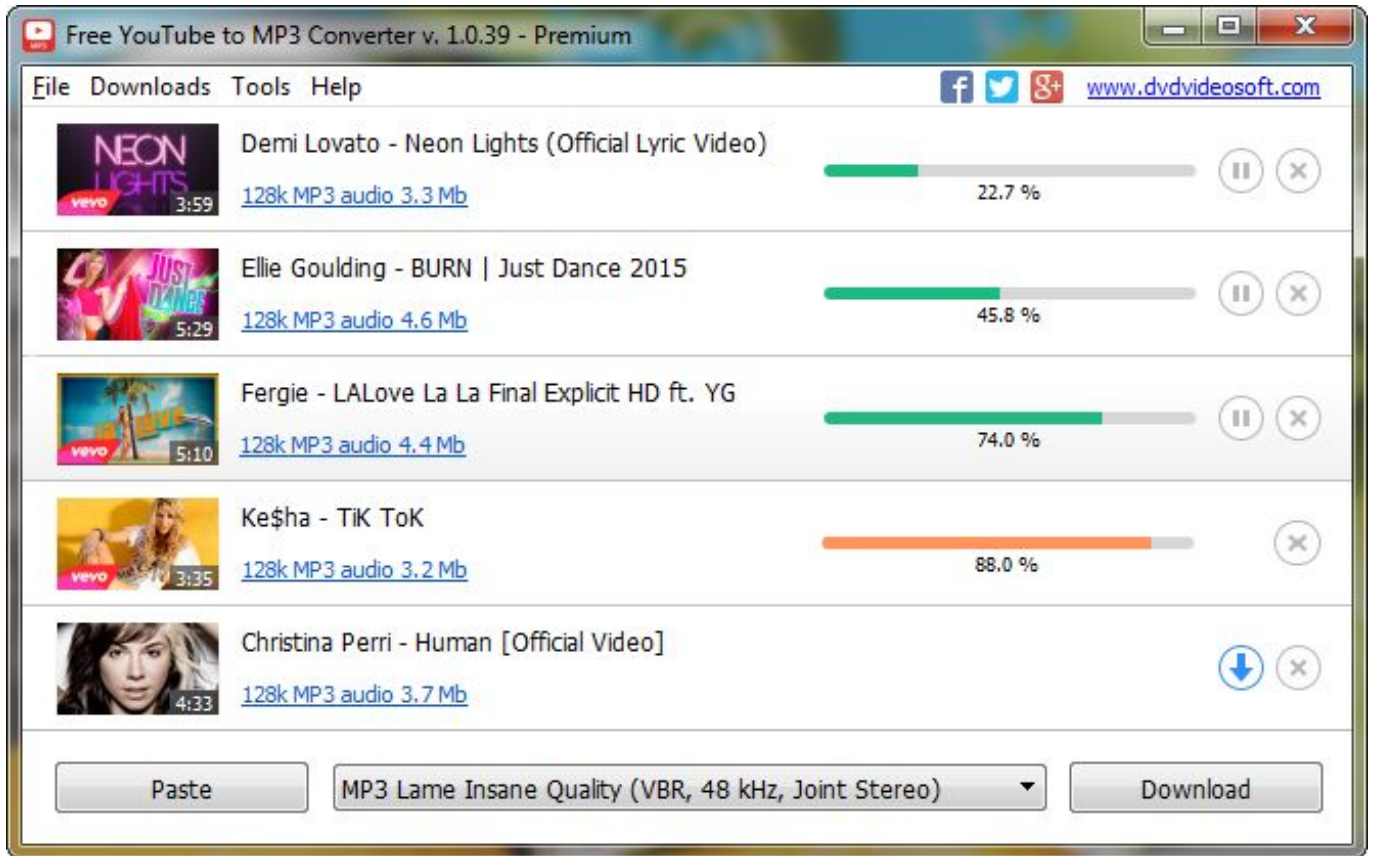 MP3
Free YouTube to MP3 Converter v. 1.0.39 - Premium
File Downloads Tools Help
f
g+
www.dvdvideosoft.com
NEON
LIGHTS
vevo
3:59
Demi Lovato - Neon Lights (Official Lyric Video)
128k MP3 audio 3.3 Mb
22.7 %
JUST
DANCE
5:29
Ellie Goulding - BURN | Just Dance 2015
128k MP3 audio 4.6 Mb
45.8 %
vevo
5:10
Fergie - LALove La La Final Explicit HD ft. YG
128k MP3 audio 4.4 Mb
74.0 %
vevo
3:35
Ke$ha - TiK ToK
128k MP3 audio 3.2 Mb
88.0 %
4:33
Christina Perri - Human [Official Video]
128k MP3 audio 3.7 Mb
Paste
MP3 Lame Insane Quality (VBR, 48 kHz, Joint Stereo)
Download